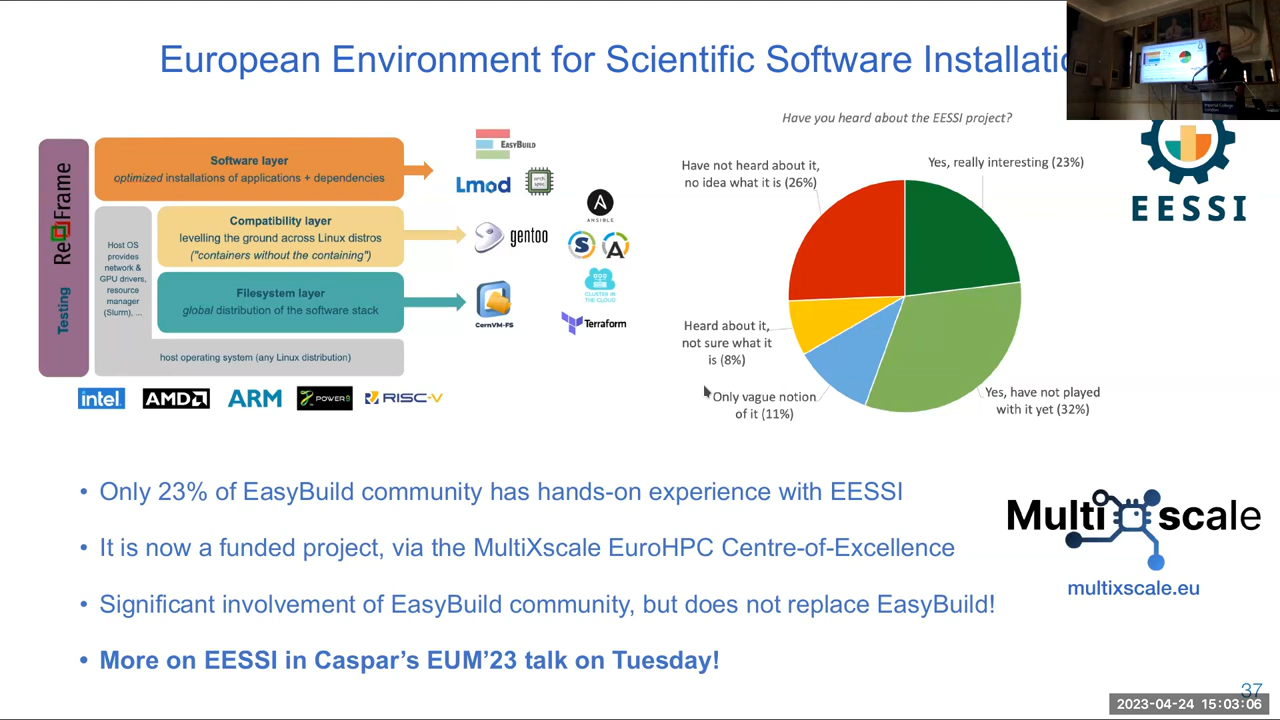 European Environment for Scientific Software Installatio
Have you heard about the EESSI project?
ReFrame
Testing
Software layer
optimized installations of applications + dependencies
Compatibility layer
levelling the ground across Linux distros
("containers without the containing")
Filesystem layer
global distribution of the software stack
Host OS
provides
network &
GPU drivers,
resource
manager
(Slurm), ...
host operating system (any Linux distribution)
EASYBUILD
Lmod
arch
spec
gentoo
CernVM-FS
ANSIBLE
S
A
CLUSTER IN
THE CLOUD
Terraform
intel
AMD
ARM
POWER9
RISC-V
Have not heard about it,
no idea what it is (26%)
Yes, really interesting (23%)
Heard about it,
not sure what it
is (8%)
Only vague notion
of it (11%)
Yes, have not played
with it yet (32%)
EESSI
• Only 23% of EasyBuild community has hands-on experience with EESSI
• It is now a funded project, via the MultiXscale EuroHPC Centre-of-Excellence
• Significant involvement of EasyBuild community, but does not replace EasyBuild!
• More on EESSI in Caspar's EUM'23 talk on Tuesday!
Multi scale
multixscale.eu
37
2023-04-24 15:03:06